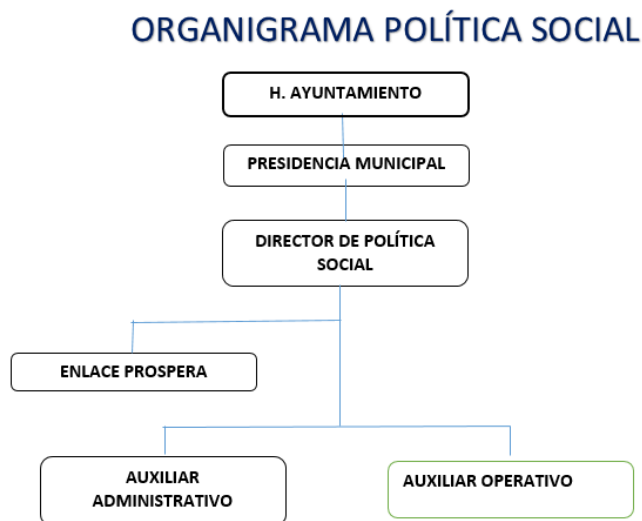 ORGANIGRAMA POLÍTICA SOCIAL
H. AYUNTAMIENTO
PRESIDENCIA MUNICIPAL
DIRECTOR DE POLÍTICA
SOCIAL
ENLACE PROSPERA
AUXILIAR
ADMINISTRATIVO
AUXILIAR OPERATIVO